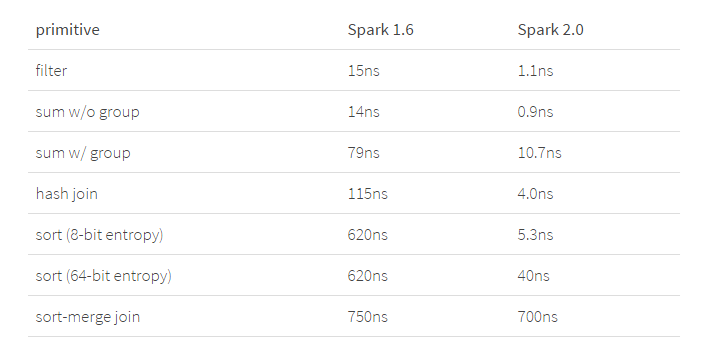 primitive Spark 1.6 Spark 2.0
filter 15ns 1.1ns
sum w/o group 14ns 0.9ns
sum w/ group 79ns 10.7ns
hash join 115ns 4.0ns
sort (8-bit entropy) 620ns 5.3ns
sort (64-bit entropy) 620ns 40ns
sort-merge join 750ns 700ns